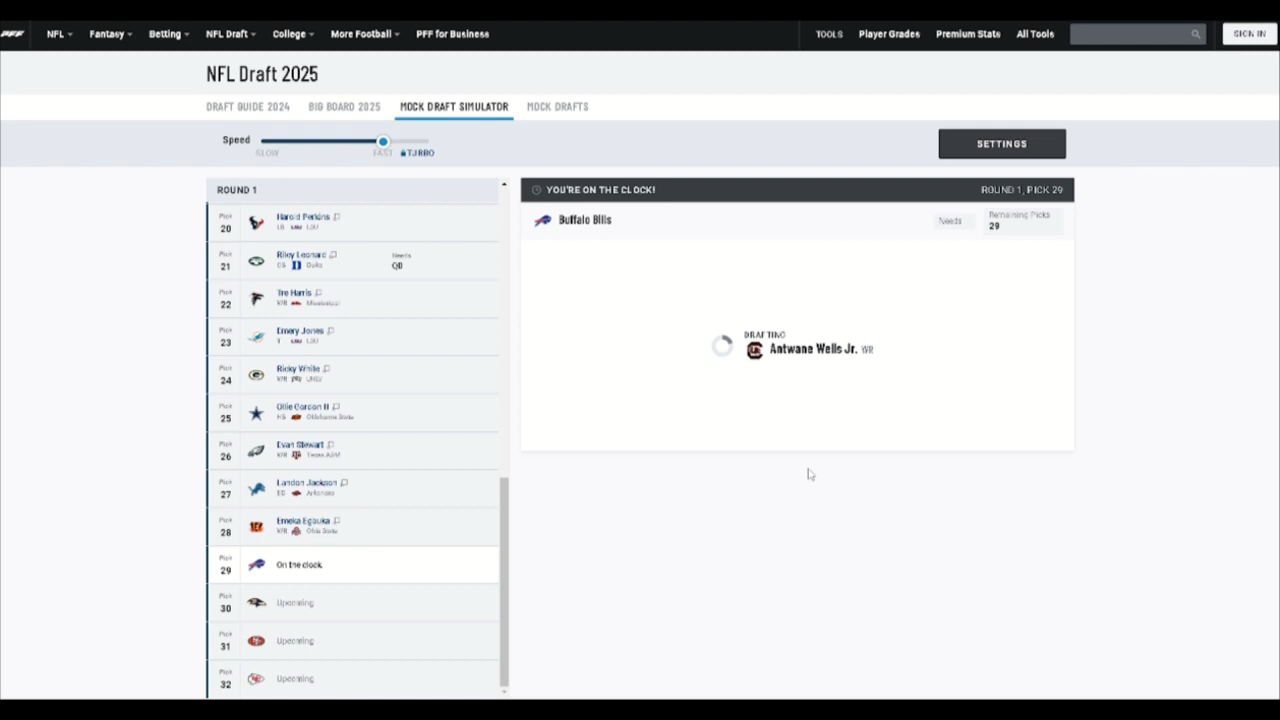 PFF NFL Fantasy Betting NFL Draft College More Football PFF for Business TOOLS Player Grades Premium Stats All Tools SIGN IN
NFL Draft 2025
DRAFT GUIDE 2024 BIG BOARD 2025 MOCK DRAFT SIMULATOR MOCK DRAFTS
Speed
SLOW FAST TURBO
SETTINGS
ROUND 1
Pick 20
Harold Perkins
LB LSU
Pick 21
Riley Leonard
Duke
Needs
QB
Pick 22
Tre Harris
WR Mississippi
Pick 23
Emery Jones
T LSU
Pick 24
Ricky White
WR UNLV
Pick 25
Ollie Gordon II
HB Oklahoma State
Pick 26
Evan Stewart
WR Texas A&M
Pick 27
Landon Jackson
ED Arkansas
Pick 28
Emeka Egbuka
WR Ohio State
Pick 29
On the clock
Pick 30
Upcoming
Pick 31
Upcoming
Pick 32
Upcoming
YOU'RE ON THE CLOCK! ROUND 1, PICK 29
Buffalo Bills
Needs
Remaining Picks
29
DRAFTING
Antwane Wells Jr. WR